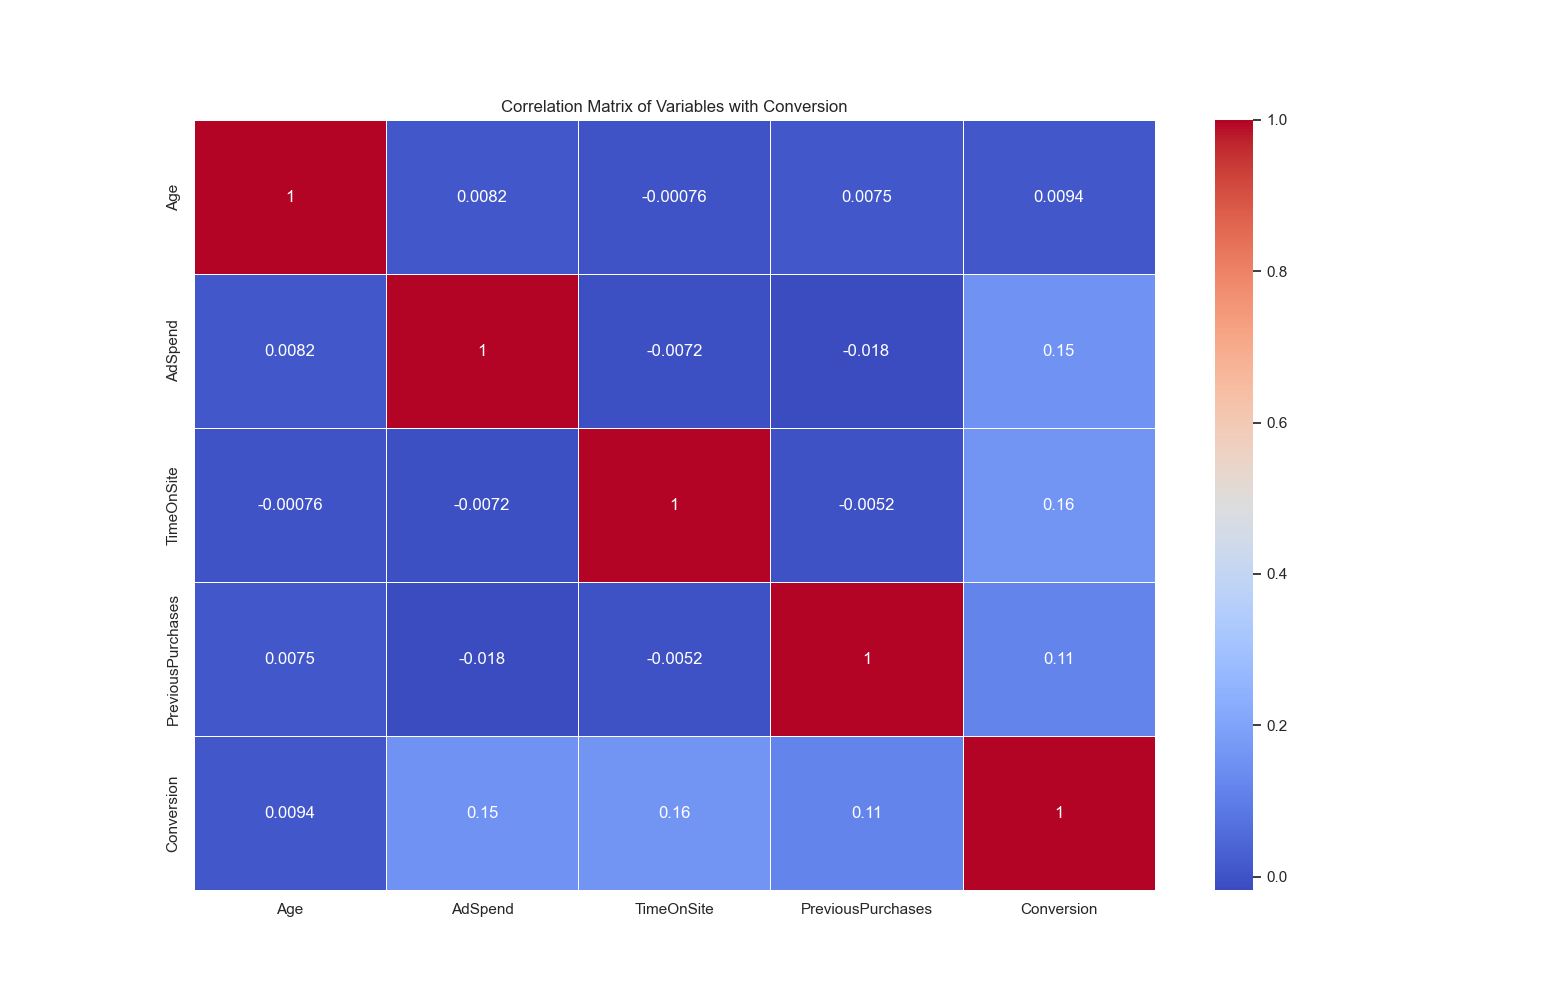 Correlation Matrix of Variables with Conversion
Age 1 0.0082 -0.00076 0.0075 0.0094
AdSpend 0.0082 1 -0.0072 -0.018 0.15
TimeOnSite -0.00076 -0.0072 1 -0.0052 0.16
PreviousPurchases 0.0075 -0.018 -0.0052 1 0.11
Conversion 0.0094 0.15 0.16 0.11 1
Age AdSpend TimeOnSite PreviousPurchases Conversion
1.0
0.8
0.6
0.4
0.2
0.0